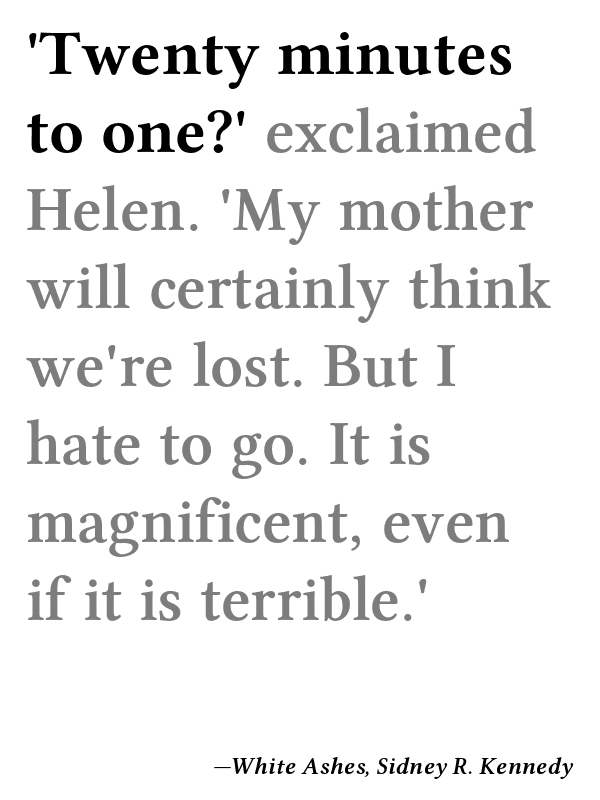 'Twenty minutes
to one?' exclaimed
Helen. 'My mother
will certainly think
we're lost. But I
hate to go. It is
magnificent, even
if it is terrible.'
—White Ashes, Sidney R. Kennedy